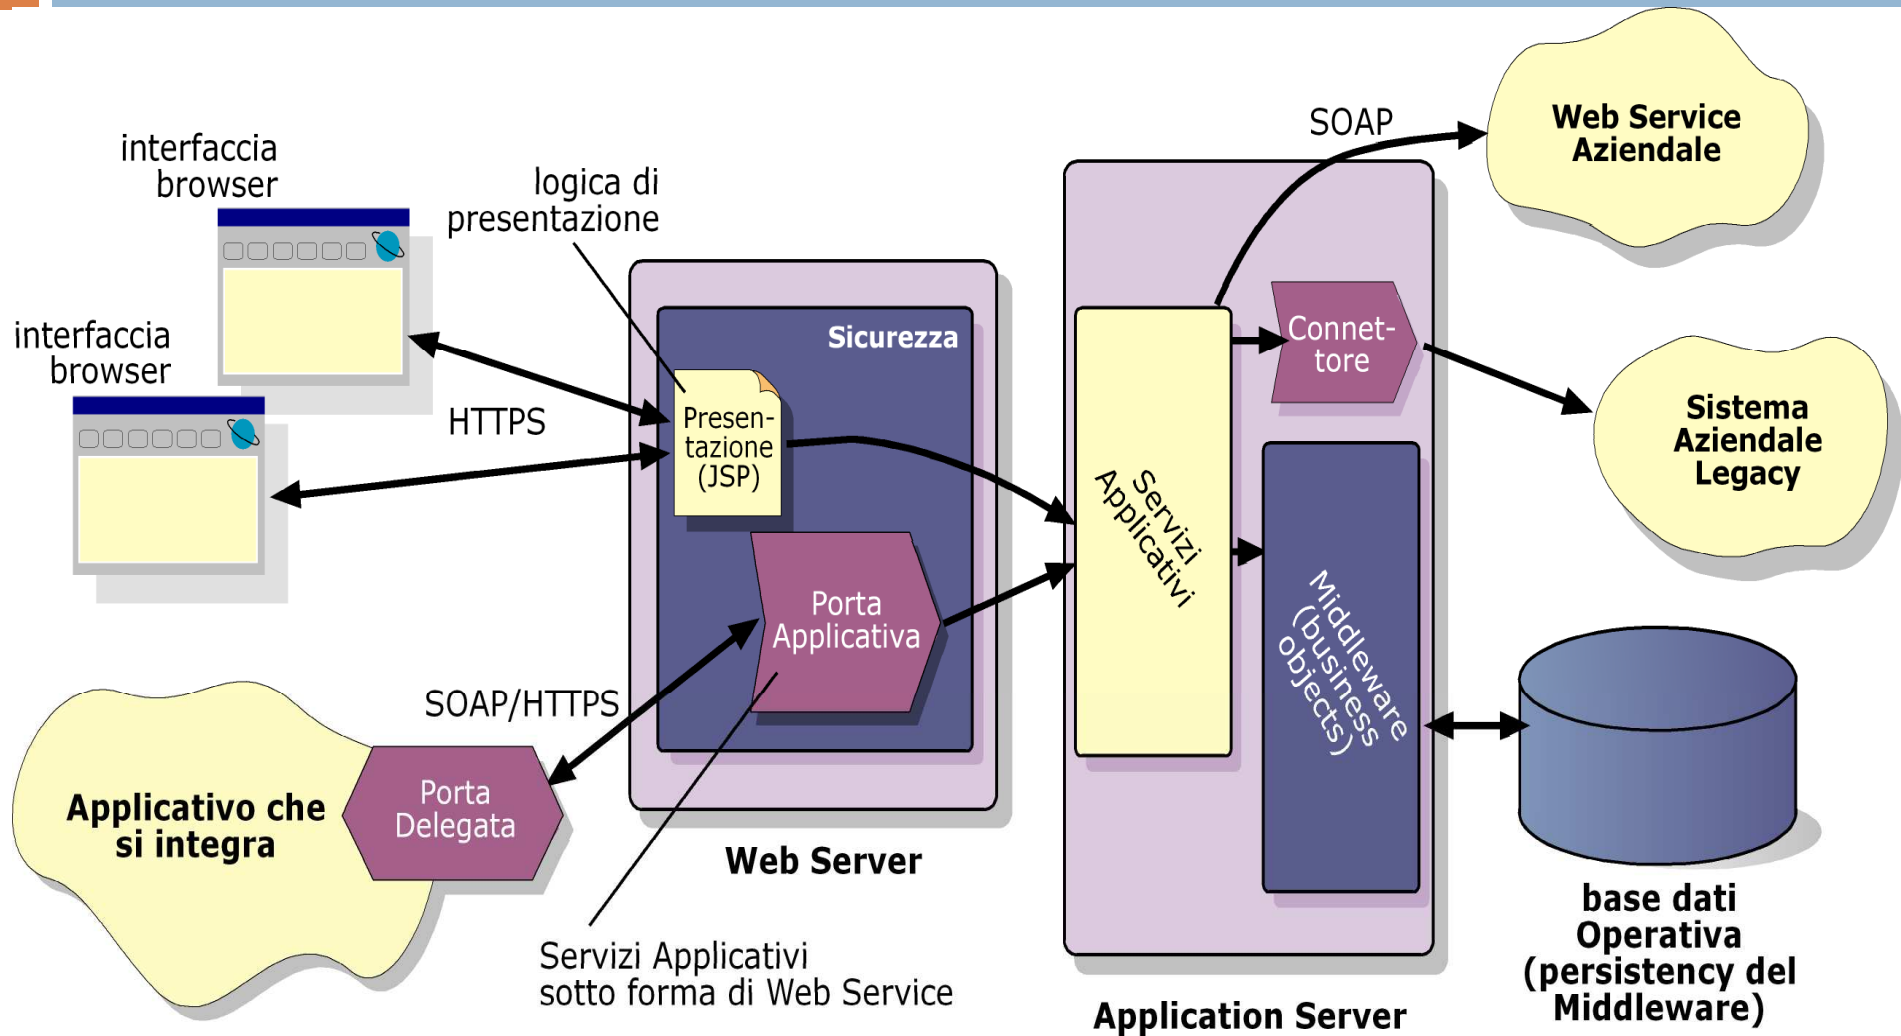 interfaccia
browser
logica di
presentazione
SOAP
Web Service
Aziendale
interfaccia
browser
HTTPS
Sicurezza
Presen-
tazione
(JSP)
Connet-
tore
Sistema
Aziendale
Legacy
Servizi
Applicativi
Porta
Applicativa
Middleware
(business
objects)
SOAP/HTTPS
Applicativo che
si integra
Porta
Delegata
Web Server
Servizi Applicativi
sotto forma di Web Service
Application Server
base dati
Operativa
(persistency del
Middleware)